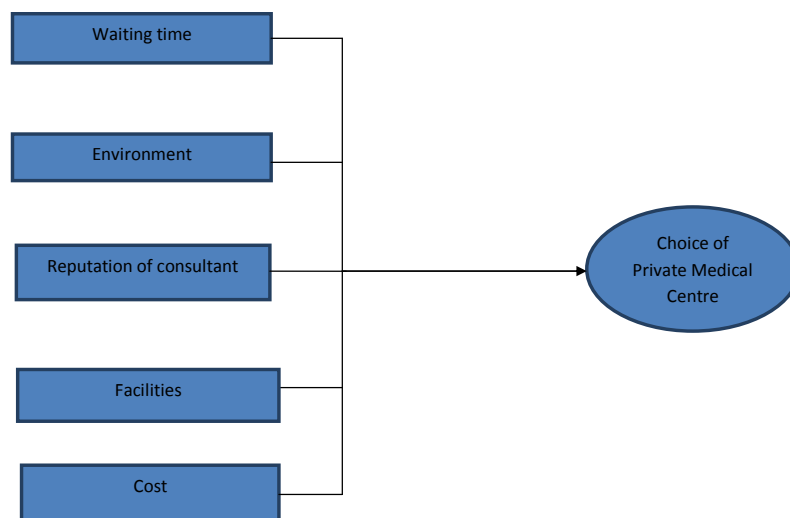 Waiting time
Environment
Reputation of consultant
Facilities
Cost
Choice of
Private Medical
Centre